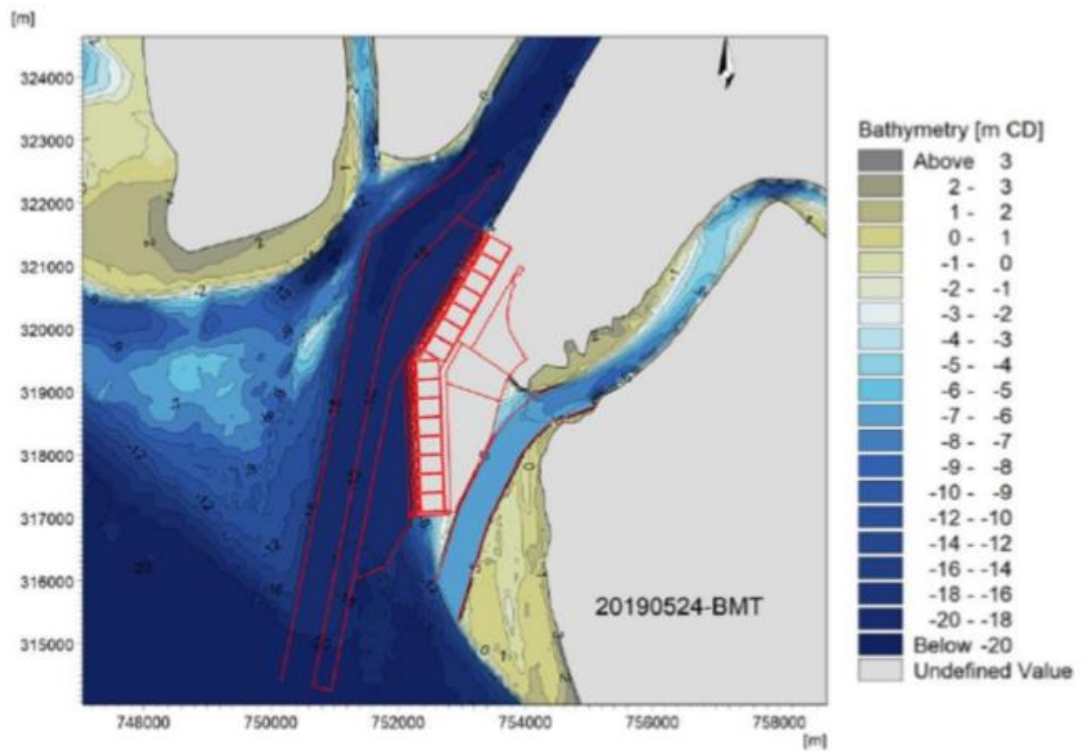 [m]
324000
323000
322000
321000
320000
319000
318000
317000
316000
315000
748000 750000 752000 754000 756000 758000
[m]
20190524-BMT
Bathymetry [m CD]
Above 3
2 - 3
1 - 2
0 - 1
-1 - 0
-2 - -1
-3 - -2
-4 - -3
-5 - -4
-6 - -5
-7 - -6
-8 - -7
-9 - -8
-10 - -9
-12 - -10
-14 - -12
-16 - -14
-18 - -16
-20 - -18
Below -20
Undefined Value